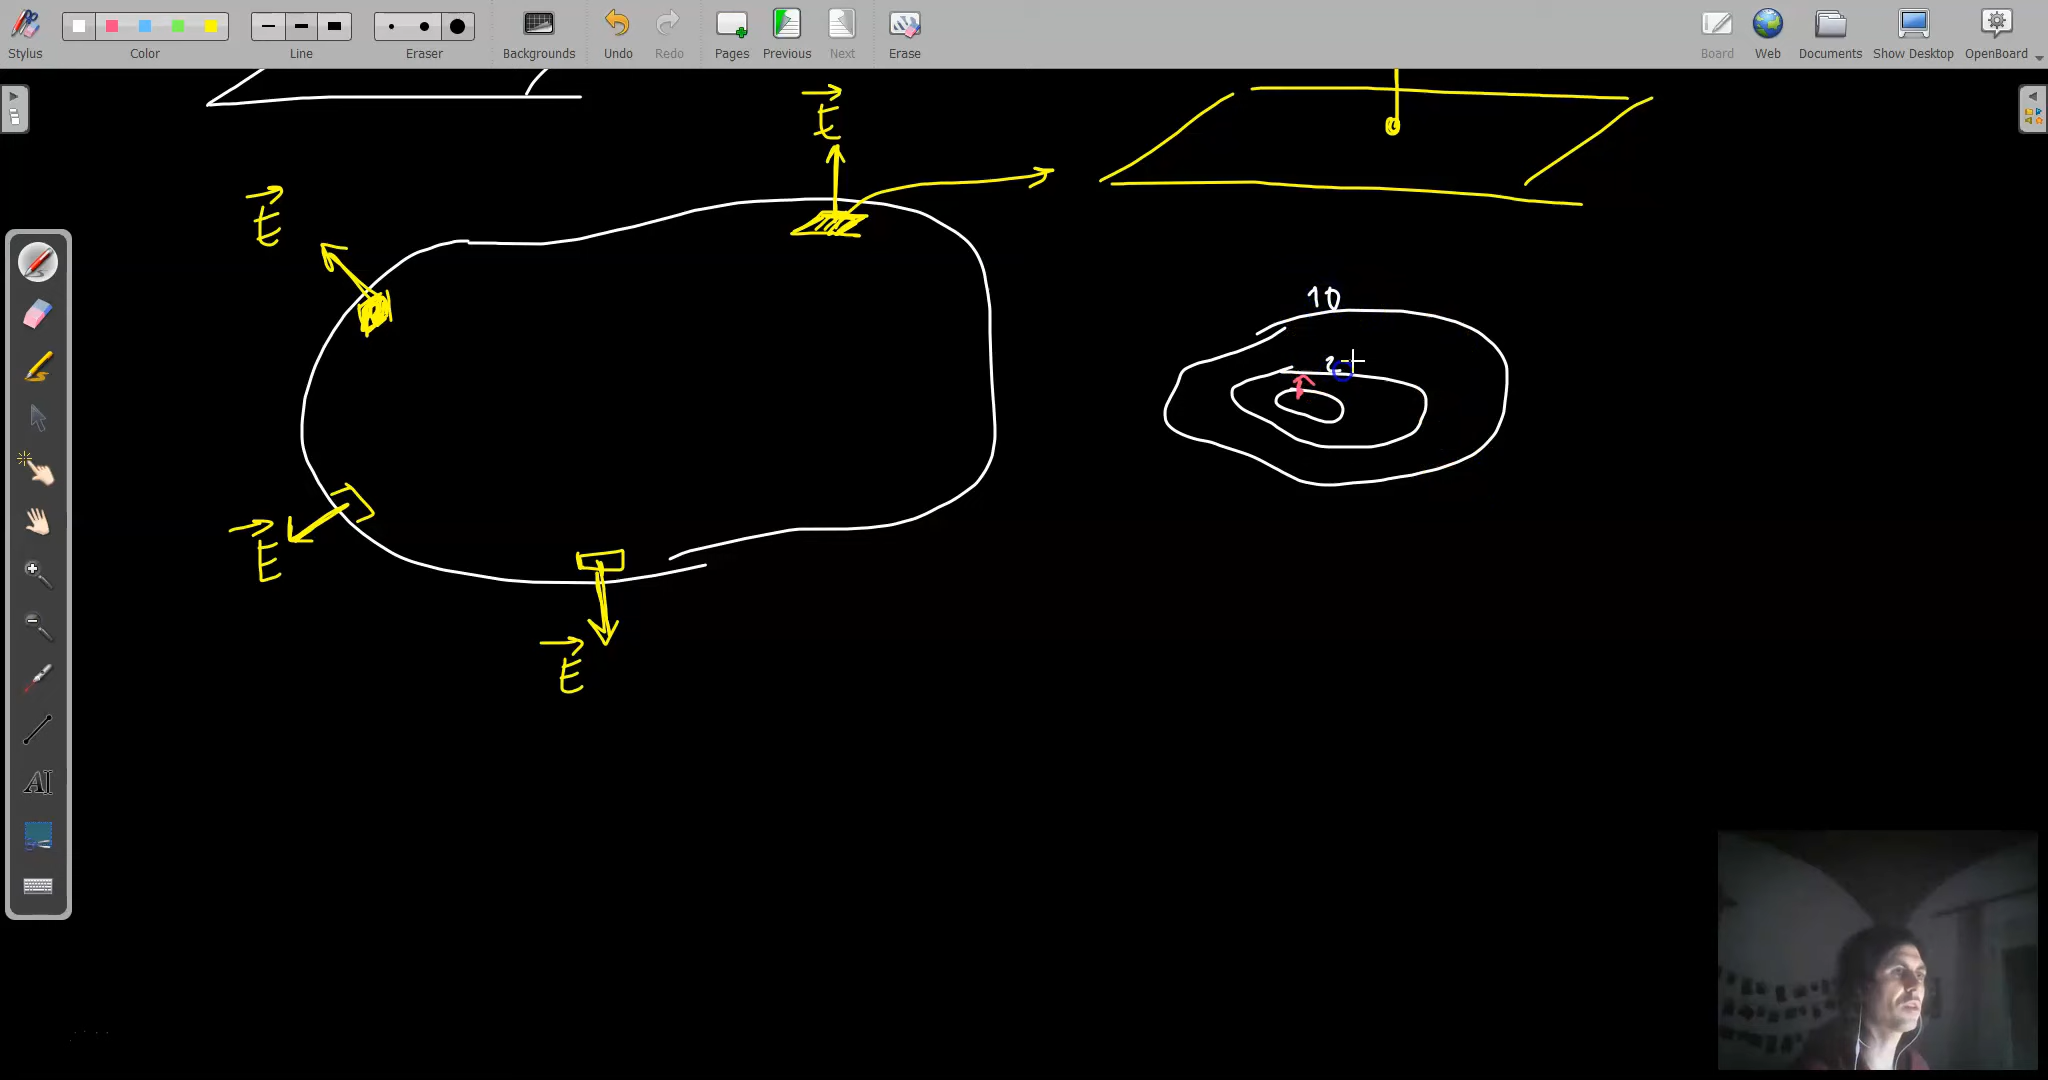 Stylus
Color
Line
Eraser
Backgrounds
Undo
Redo
Pages
Previous
Next
Erase
Board
Web
Documents
Show Desktop
OpenBoard
E
E
10
2
E
E
AI